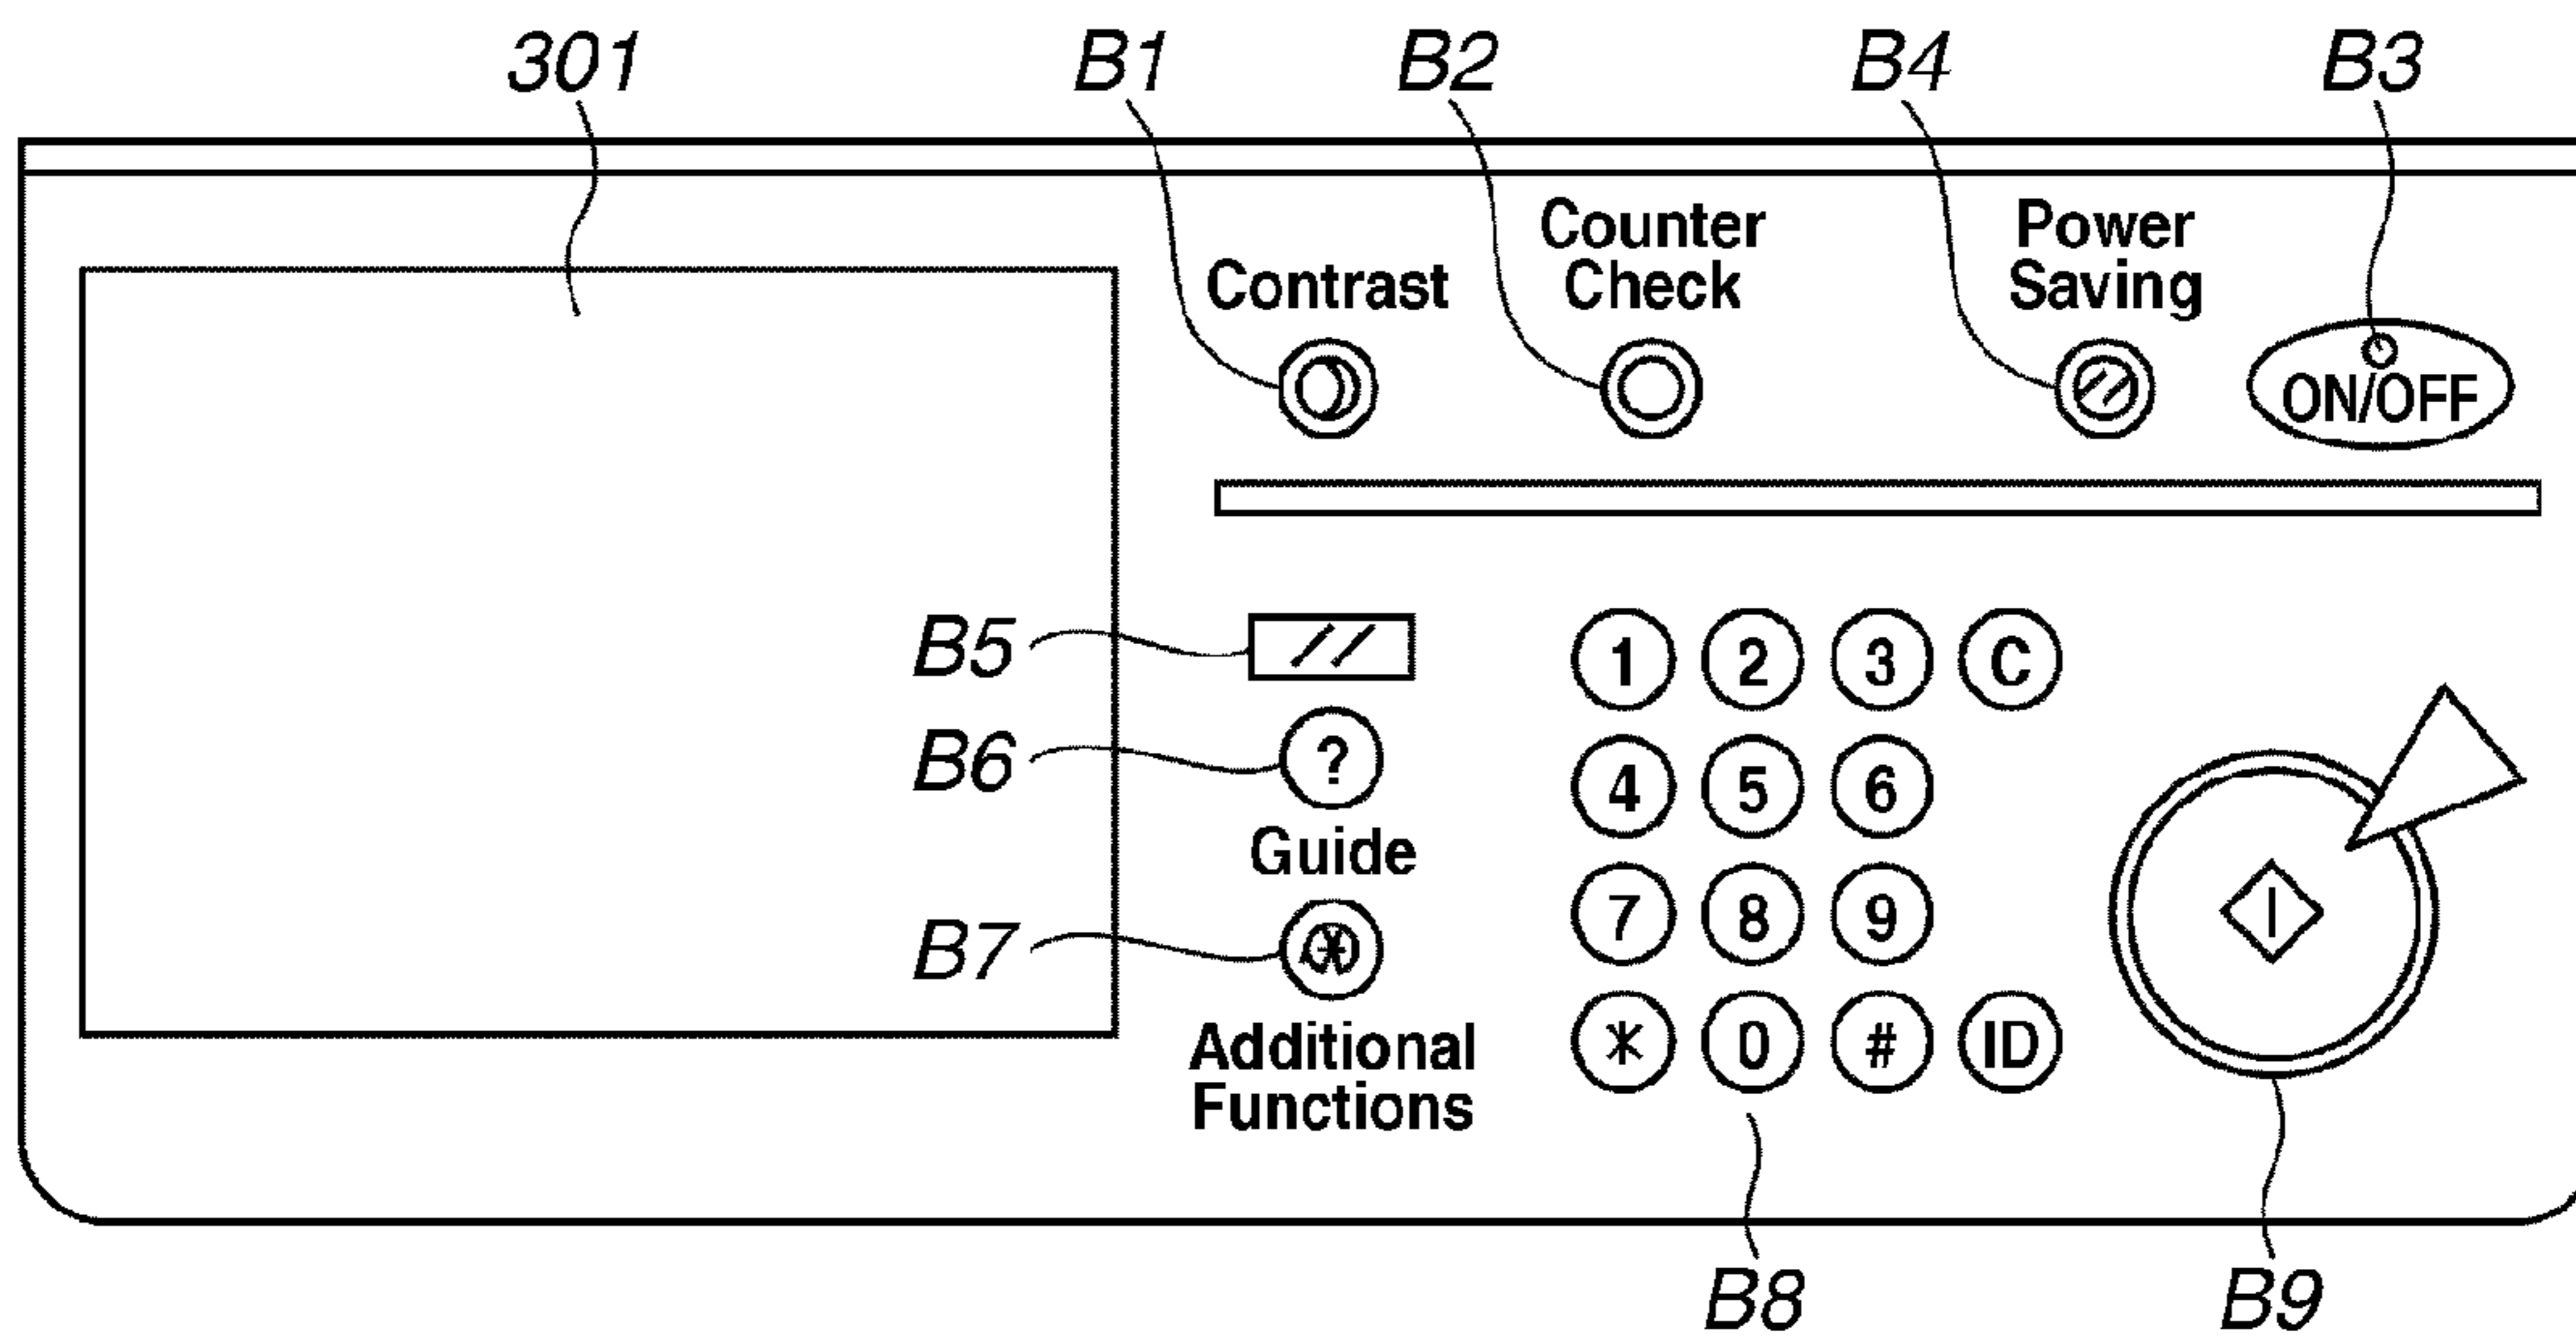 301 B1 B2 B4 B3
Counter Power
Contrast Check Saving
ON/OFF
B5 1 2 3 C
B6 ? 4 5 6
Guide
B7 7 8 9
Additional * 0 # ID
Functions
B8 B9